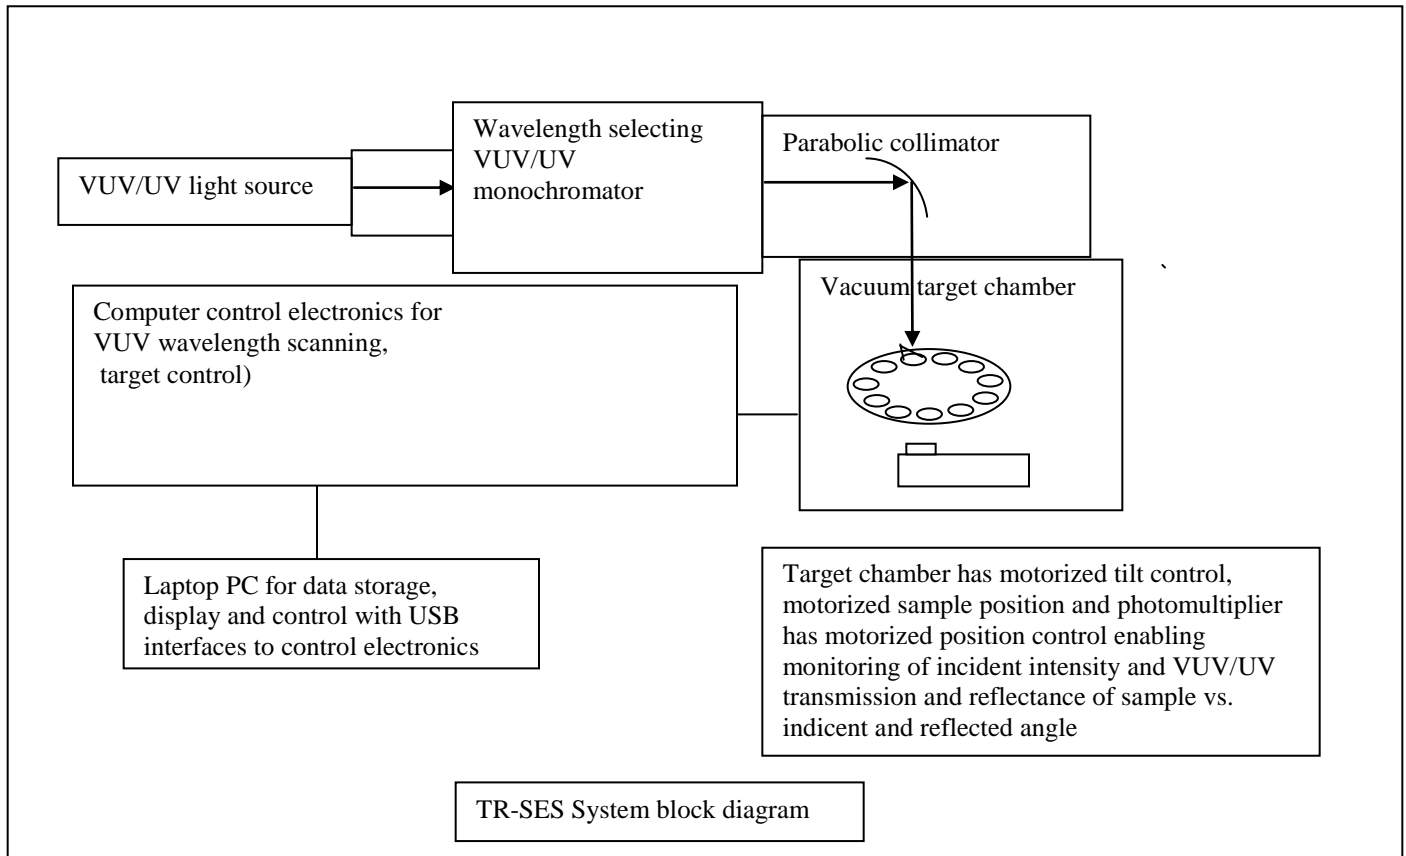 Wavelength selecting
VUV/UV
monochromator
Parabolic collimator
VUV/UV light source
Vacuum target chamber
Computer control electronics for
VUV wavelength scanning,
target control)
Laptop PC for data storage,
display and control with USB
interfaces to control electronics
Target chamber has motorized tilt control,
motorized sample position and photomultiplier
has motorized position control enabling
monitoring of incident intensity and VUV/UV
transmission and reflectance of sample vs.
indicent and reflected angle
TR-SES System block diagram